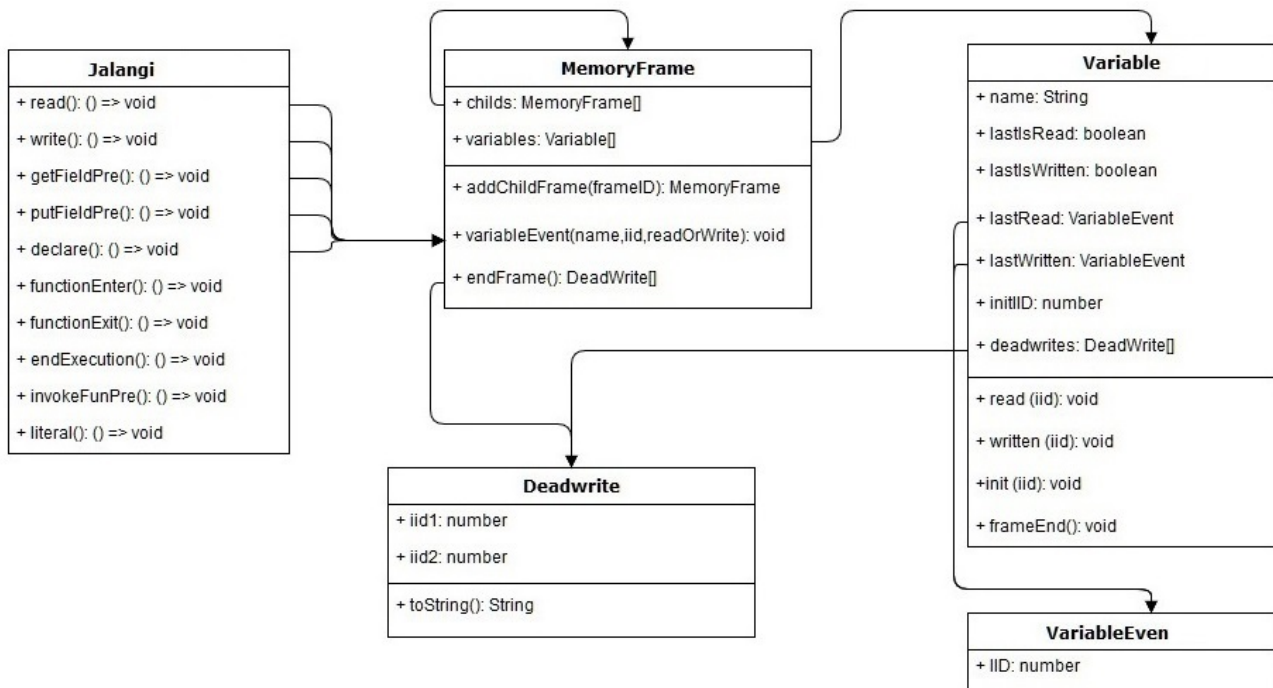 Jalangi
+ read(): () => void
+ write(): () => void
+ getFieldPre(): () => void
+ putFieldPre(): () => void
+ declare(): () => void
+ functionEnter(): () => void
+ functionExit(): () => void
+ endExecution(): () => void
+ invokeFunPre(): () => void
+ literal(): () => void
MemoryFrame
+ childs: MemoryFrame[]
+ variables: Variable[]
+ addChildFrame(frameID): MemoryFrame
+ variableEvent(name,iid,readOrWrite): void
+ endFrame(): DeadWrite[]
Variable
+ name: String
+ lastIsRead: boolean
+ lastIsWritten: boolean
+ lastRead: VariableEvent
+ lastWritten: VariableEvent
+ initIID: number
+ deadwrites: DeadWrite[]
+ read (iid): void
+ written (iid): void
+init (iid): void
+ frameEnd(): void
Deadwrite
+ iid1: number
+ iid2: number
+ toString(): String
VariableEven
+ IID: number